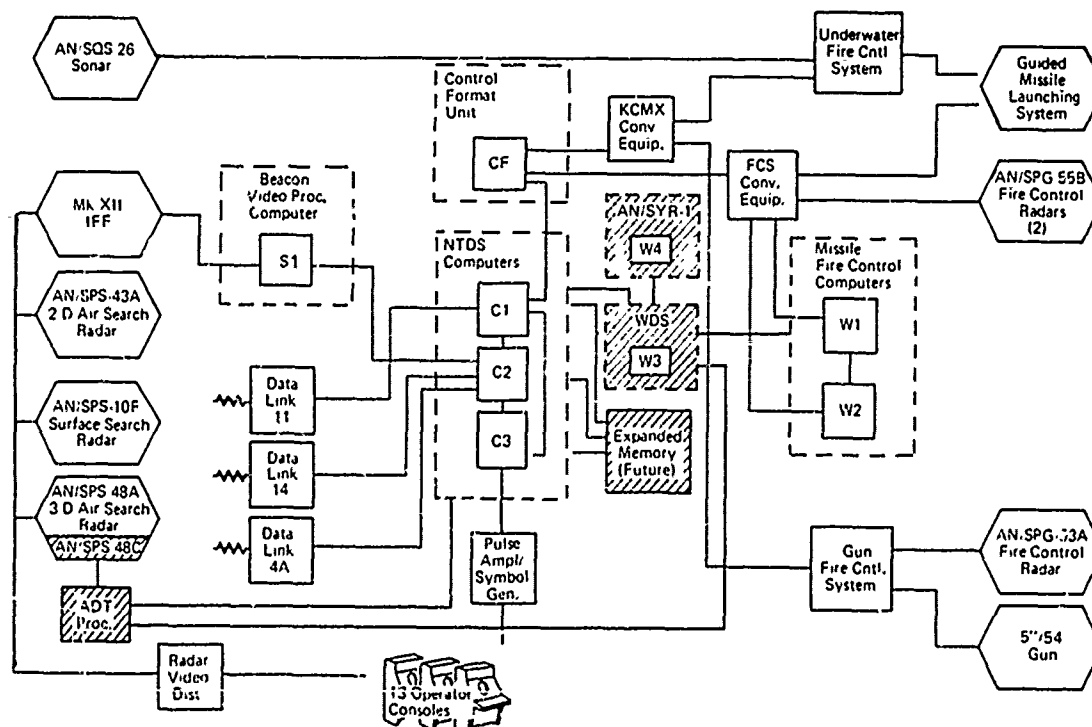 AN/SQS 26
Sonar
Underwater
Fire Cntl
System
Guided
Missile
Launching
System
Control
Format
Unit
CF
KCMX
Conv
Equip.
FCS
Conv.
Equip.
AN/SPG 55B
Fire Control
Radars
(2)
Mk XII
IFF
Beacon
Video Proc.
Computer
S1
AN/SYR-1
W4
NTDS
Computers
C1
C2
C3
WDS
W3
Missile
Fire Control
Computers
W1
W2
AN/SPS-43A
2 D Air Search
Radar
AN/SPS-10F
Surface Search
Radar
AN/SPS 48A
3 D Air Search
Radar
AN/SPS 48C
Data
Link
11
Data
Link
14
Data
Link
4A
Expanded
Memory
(Future)
Pulse
Ampl/
Symbol
Gen.
ADT
Proc.
Gun
Fire Cntl.
System
AN/SPG-53A
Fire Control
Radar
5"/54
Gun
Radar
Video
Dist
13 Operator
Consoles